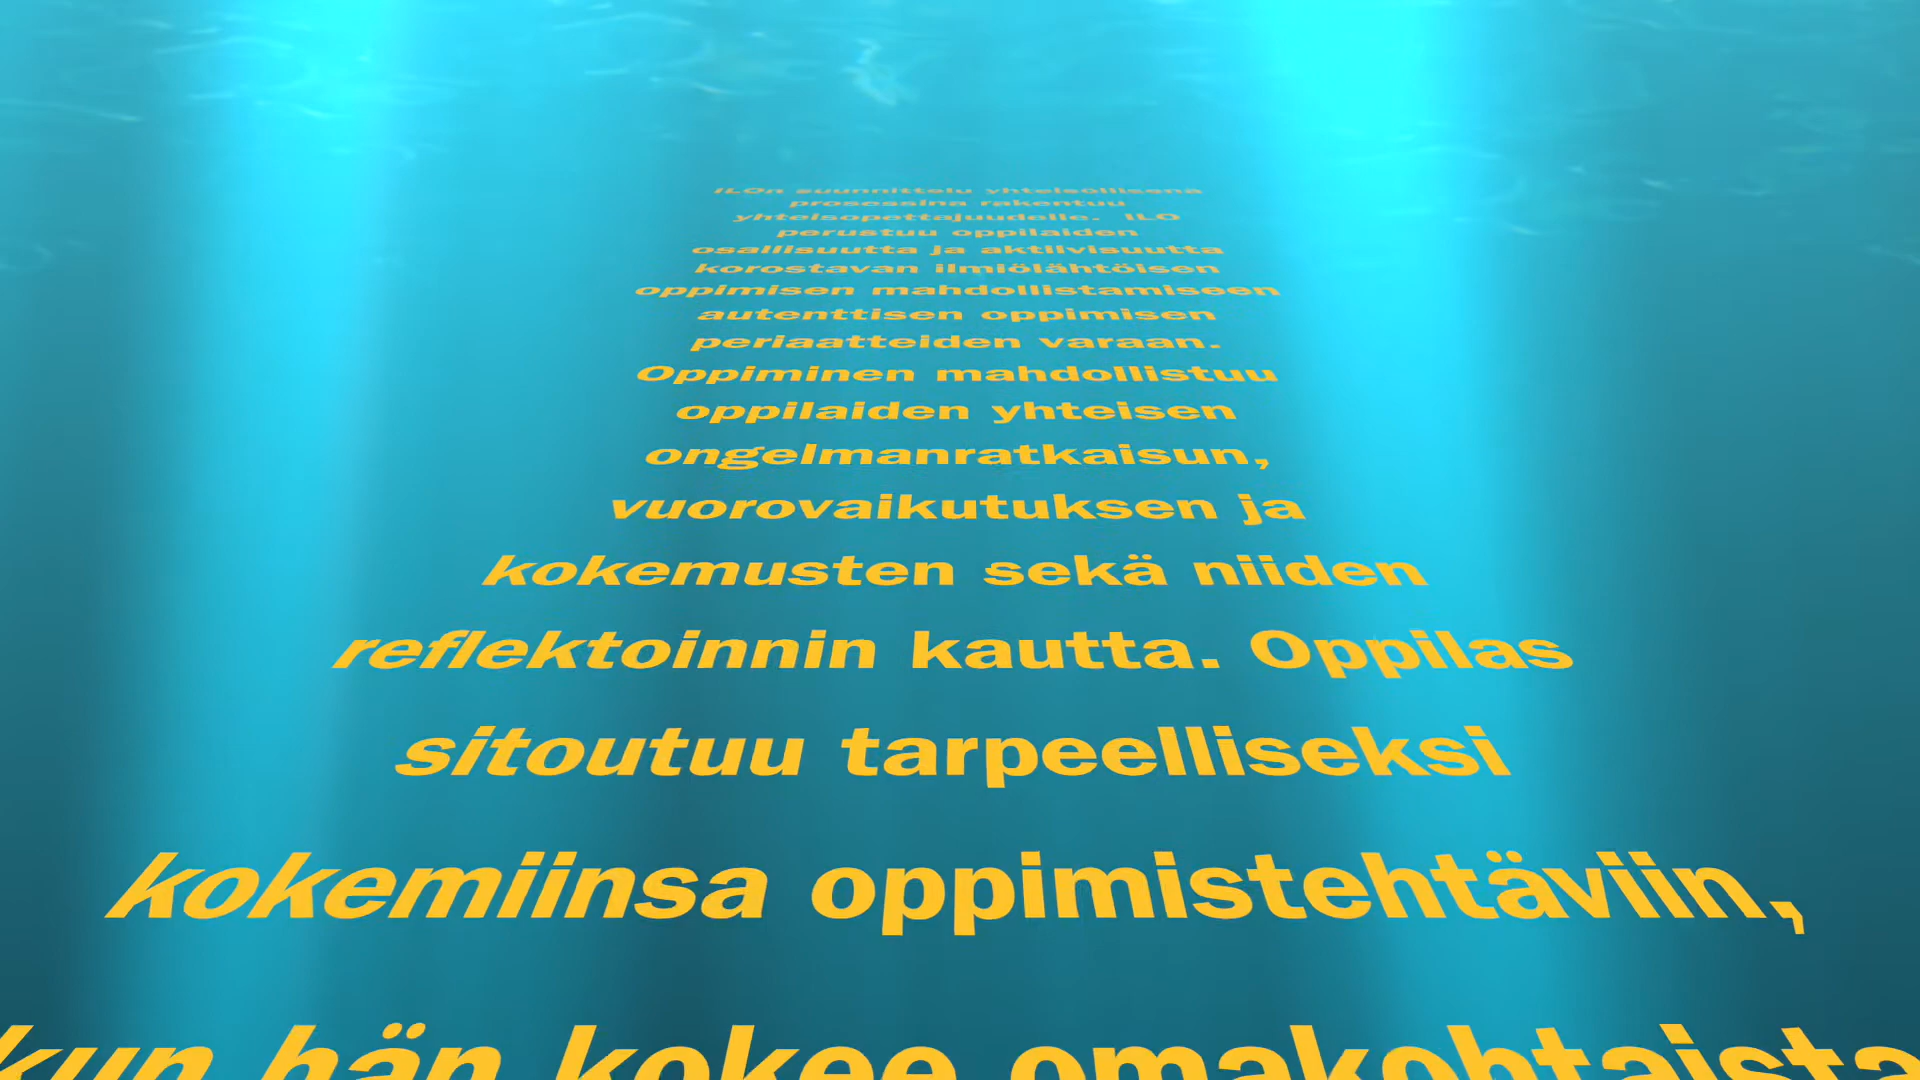 ILOn suunnittelu yhteisöllisenä
prosessina rakentuu
yhteisopettajuudelle. ILO
perustuu oppilaiden
osallisuutta ja aktiivisuutta
korostavan ilmiölähtöisen
oppimisen mahdollistamiseen
autenttisen oppimisen
periaatteiden varaan.
Oppiminen mahdollistuu
oppilaiden yhteisen
ongelmanratkaisun,
vuorovaikutuksen ja
kokemusten sekä niiden
reflektoinnin kautta. Oppilas
sitoutuu tarpeelliseksi
kokemiinsa oppimistehtäviin,
kun hän kokee omakohtaista